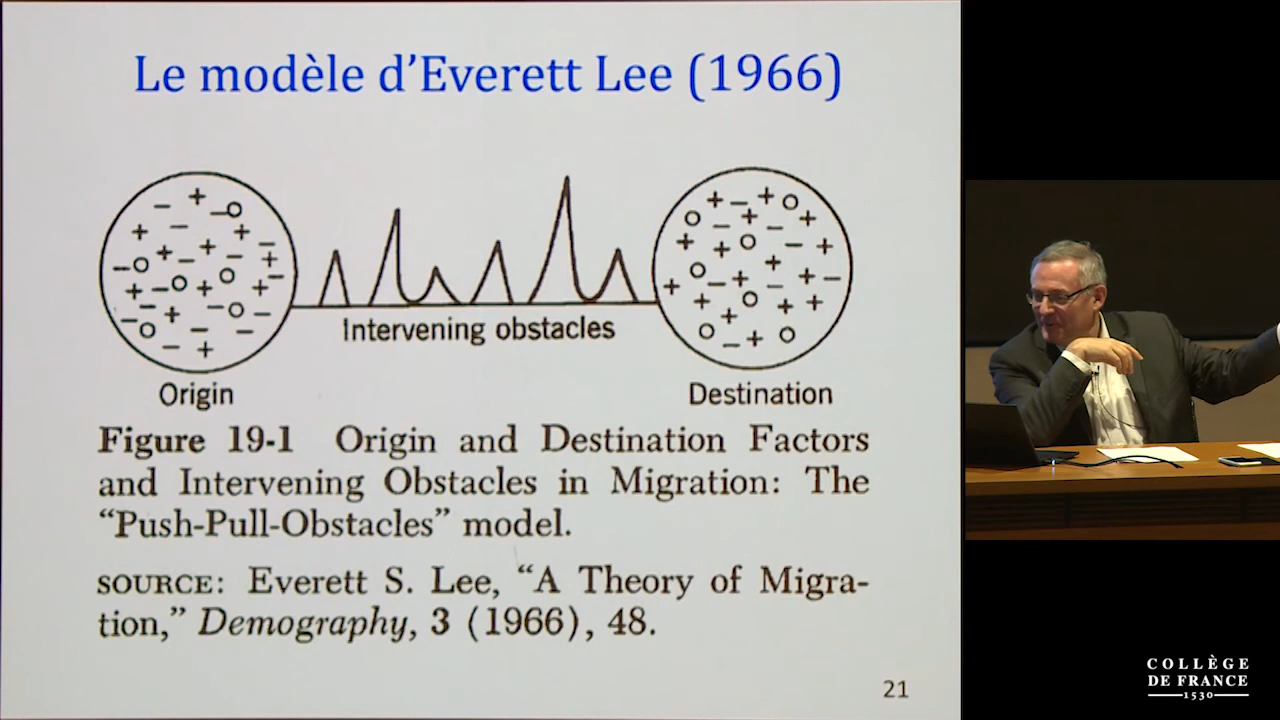 Le modèle d’Everett Lee (1966)
Intervening obstacles
Origin
Destination
Figure 19-1 Origin and Destination Factors
and Intervening Obstacles in Migration: The
“Push-Pull-Obstacles” model.
SOURCE: Everett S. Lee, “A Theory of Migra-
tion,” Demography, 3 (1966), 48.
21
COLLÈGE
DE FRANCE
1530